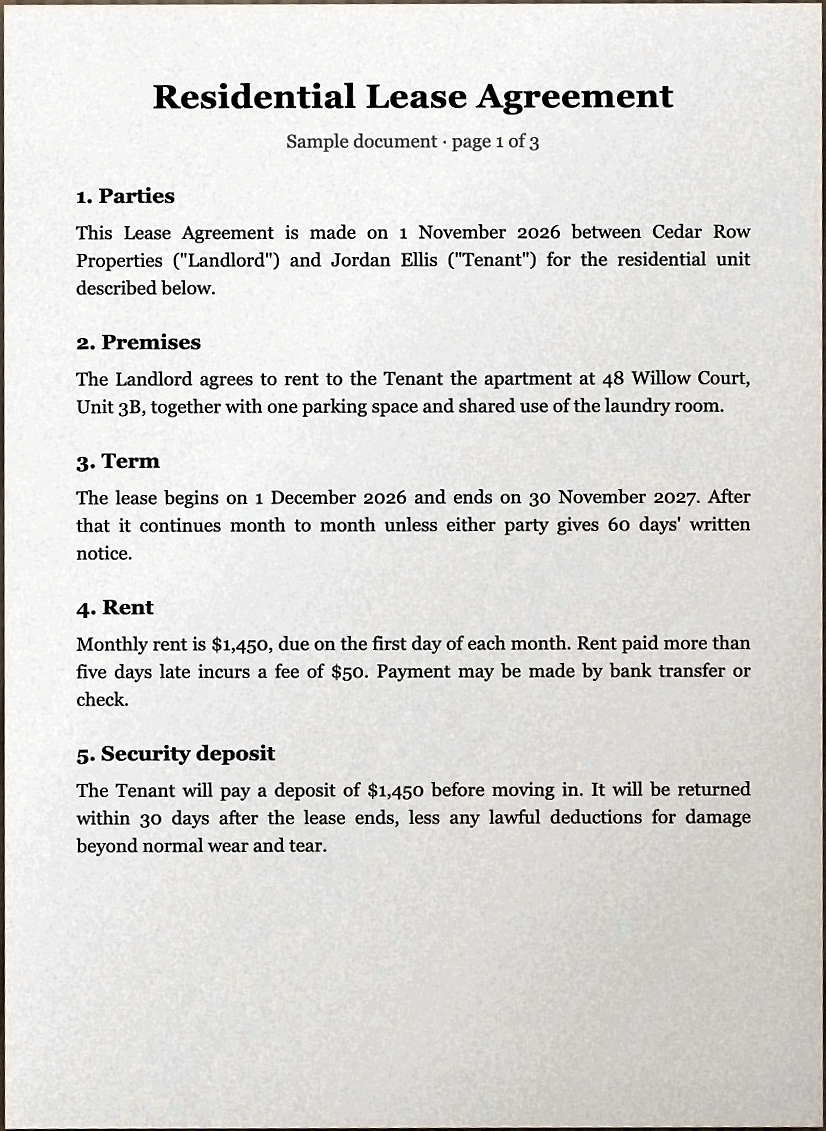 Residential Lease Agreement
Sample document · page 1 of 3
1. Parties
This Lease Agreement is made on 1 November 2026 between Cedar Row
Properties ("Landlord") and Jordan Ellis ("Tenant") for the residential unit
described below.
2. Premises
The Landlord agrees to rent to the Tenant the apartment at 48 Willow Court,
Unit 3B, together with one parking space and shared use of the laundry room.
3. Term
The lease begins on 1 December 2026 and ends on 30 November 2027. After
that it continues month to month unless either party gives 60 days' written
notice.
4. Rent
Monthly rent is $1,450, due on the first day of each month. Rent paid more than
five days late incurs a fee of $50. Payment may be made by bank transfer or
check.
5. Security deposit
The Tenant will pay a deposit of $1,450 before moving in. It will be returned
within 30 days after the lease ends, less any lawful deductions for damage
beyond normal wear and tear.